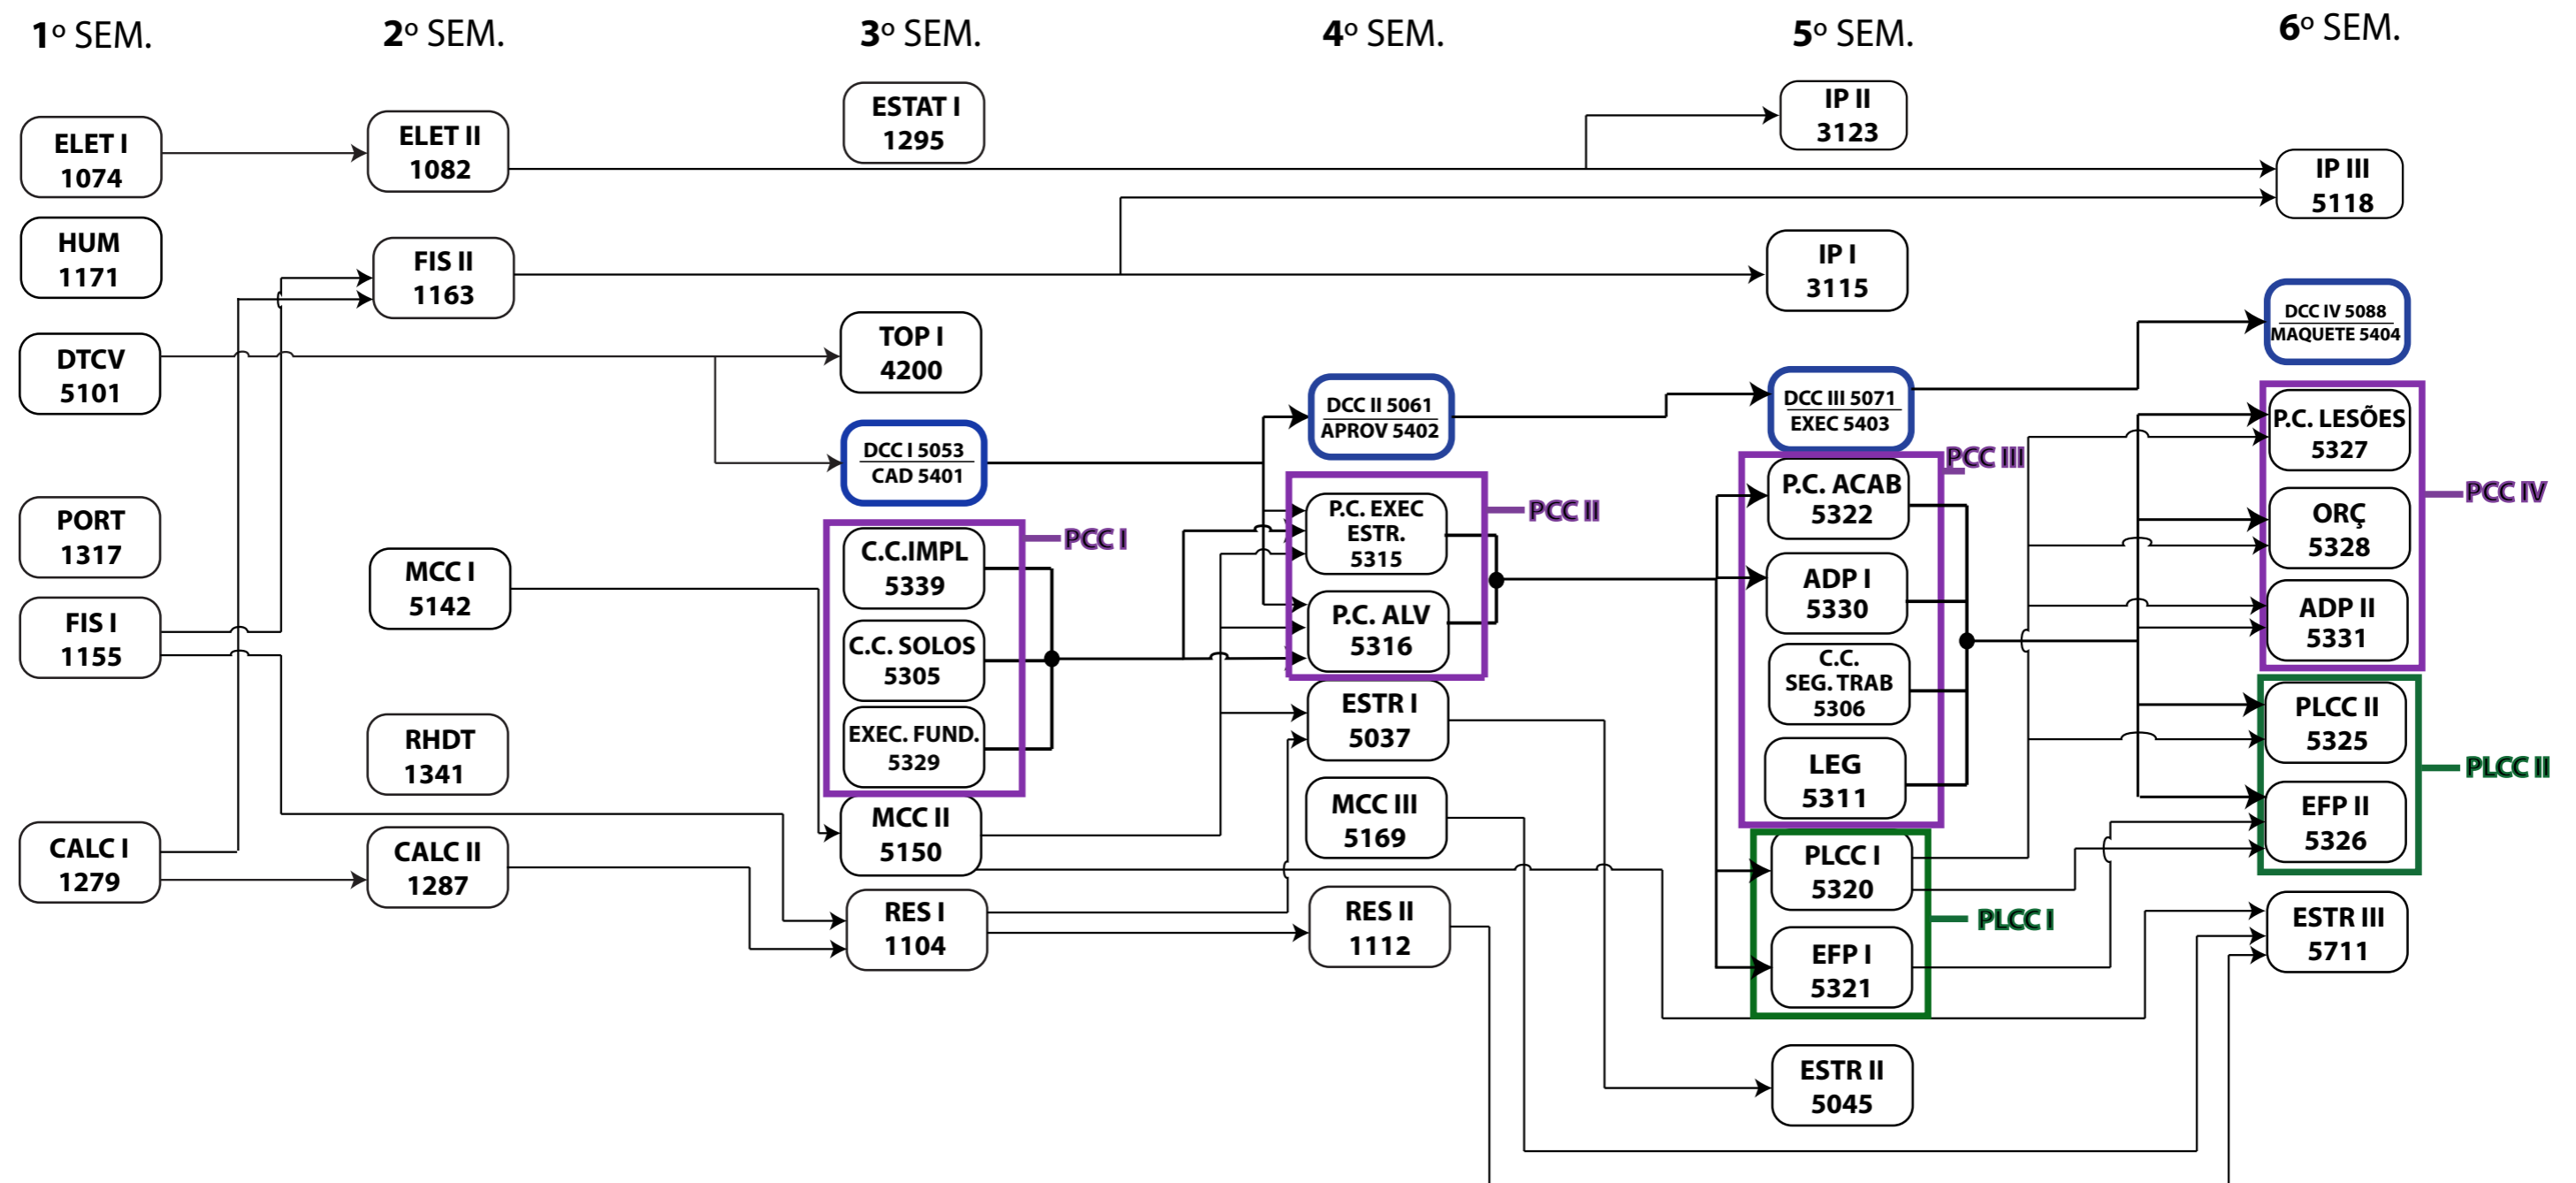 1º SEM.
2º SEM.
3º SEM.
4º SEM.
5º SEM.
6º SEM.
ELET I
1074
HUM
1171
DTCV
5101
PORT
1317
FIS I
1155
CALC I
1279
ELET II
1082
FIS II
1163
MCC I
5142
RHDT
1341
CALC II
1287
ESTAT I
1295
TOP I
4200
DCC I 5053
CAD 5401
PCC I
C.C.IMPL
5339
C.C. SOLOS
5305
EXEC. FUND.
5329
MCC II
5150
RES I
1104
DCC II 5061
APROV 5402
PCC II
P.C. EXEC
ESTR.
5315
P.C. ALV
5316
ESTR I
5037
MCC III
5169
RES II
1112
IP II
3123
IP I
3115
DCC III 5071
EXEC 5403
PCC III
P.C. ACAB
5322
ADP I
5330
C.C.
SEG. TRAB
5306
LEG
5311
PLCC I
5320
PLCC I
EFP I
5321
ESTR II
5045
IP III
5118
DCC IV 5088
MAQUETE 5404
P.C. LESÕES
5327
PCC IV
ORÇ
5328
ADP II
5331
PLCC II
5325
PLCC II
EFP II
5326
ESTR III
5711